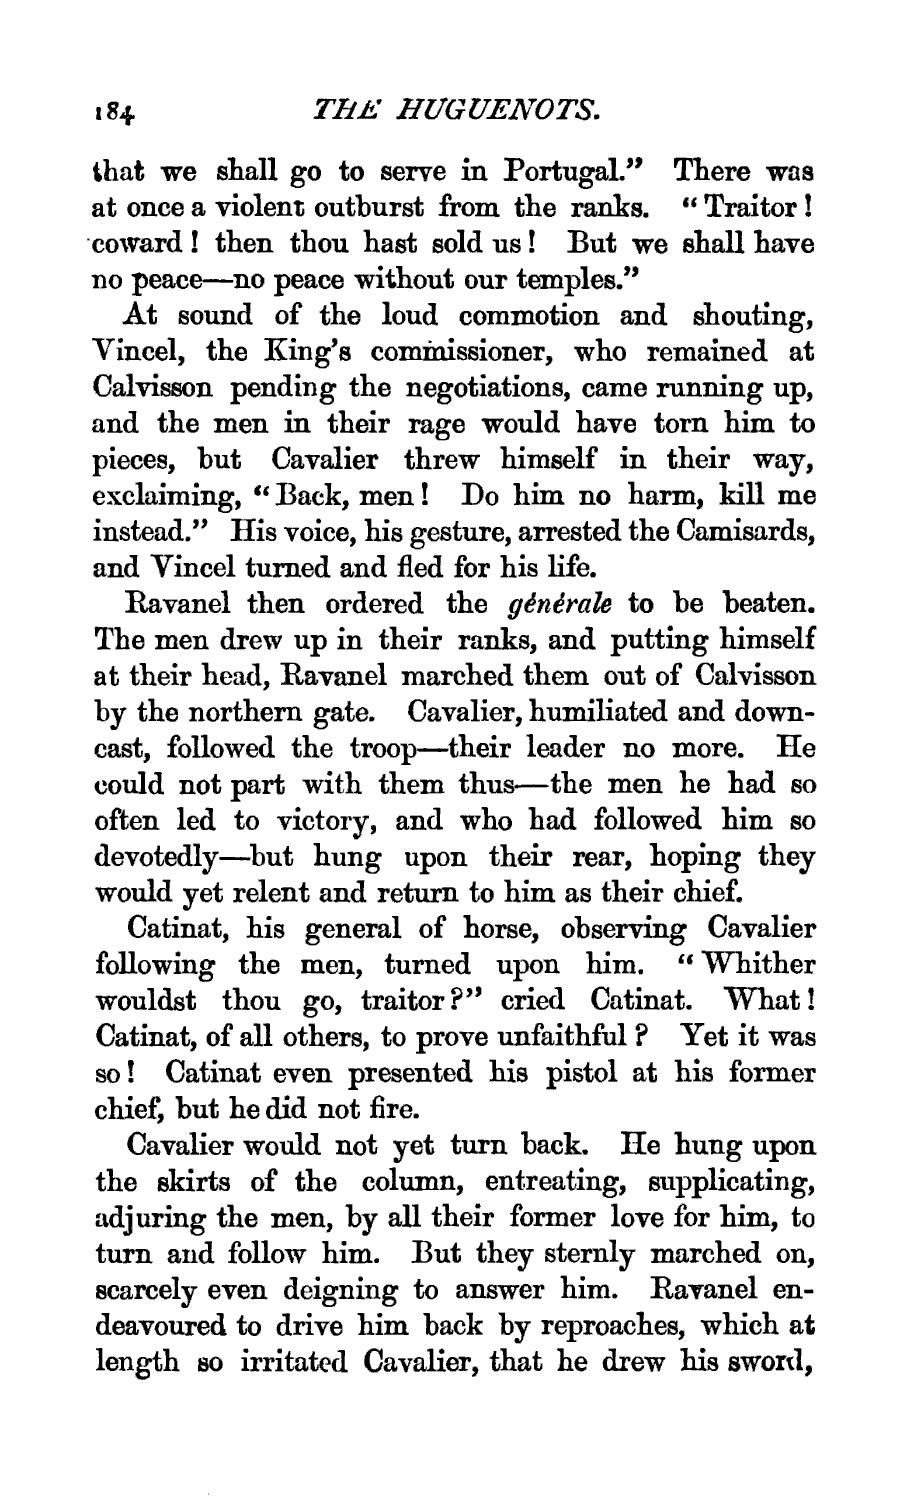 184 THE HUGUENOTS.
that we shall go to serve in Portugal.” There was
at once a violent outburst from the ranks. “Traitor!
coward! then thou hast sold us! But we shall have
no peace—no peace without our temples.”
At sound of the loud commotion and shouting,
Vincel, the King’s commissioner, who remained at
Calvisson pending the negotiations, came running up,
and the men in their rage would have torn him to
pieces, but Cavalier threw himself in their way,
exclaiming, “Back, men! Do him no harm, kill me
instead.” His voice, his gesture, arrested the Camisards,
and Vincel turned and fled for his life.
Ravanel then ordered the générale to be beaten.
The men drew up in their ranks, and putting himself
at their head, Ravanel marched them out of Calvisson
by the northern gate. Cavalier, humiliated and down-
cast, followed the troop—their leader no more. He
could not part with them thus—the men he had so
often led to victory, and who had followed him so
devotedly—but hung upon their rear, hoping they
would yet relent and return to him as their chief.
Catinat, his general of horse, observing Cavalier
following the men, turned upon him. “Whither
wouldst thou go, traitor?” cried Catinat. What!
Catinat, of all others, to prove unfaithful? Yet it was
so! Catinat even presented his pistol at his former
chief, but he did not fire.
Cavalier would not yet turn back. He hung upon
the skirts of the column, entreating, supplicating,
adjuring the men, by all their former love for him, to
turn and follow him. But they sternly marched on,
scarcely even deigning to answer him. Ravanel en-
deavoured to drive him back by reproaches, which at
length so irritated Cavalier, that he drew his sword,